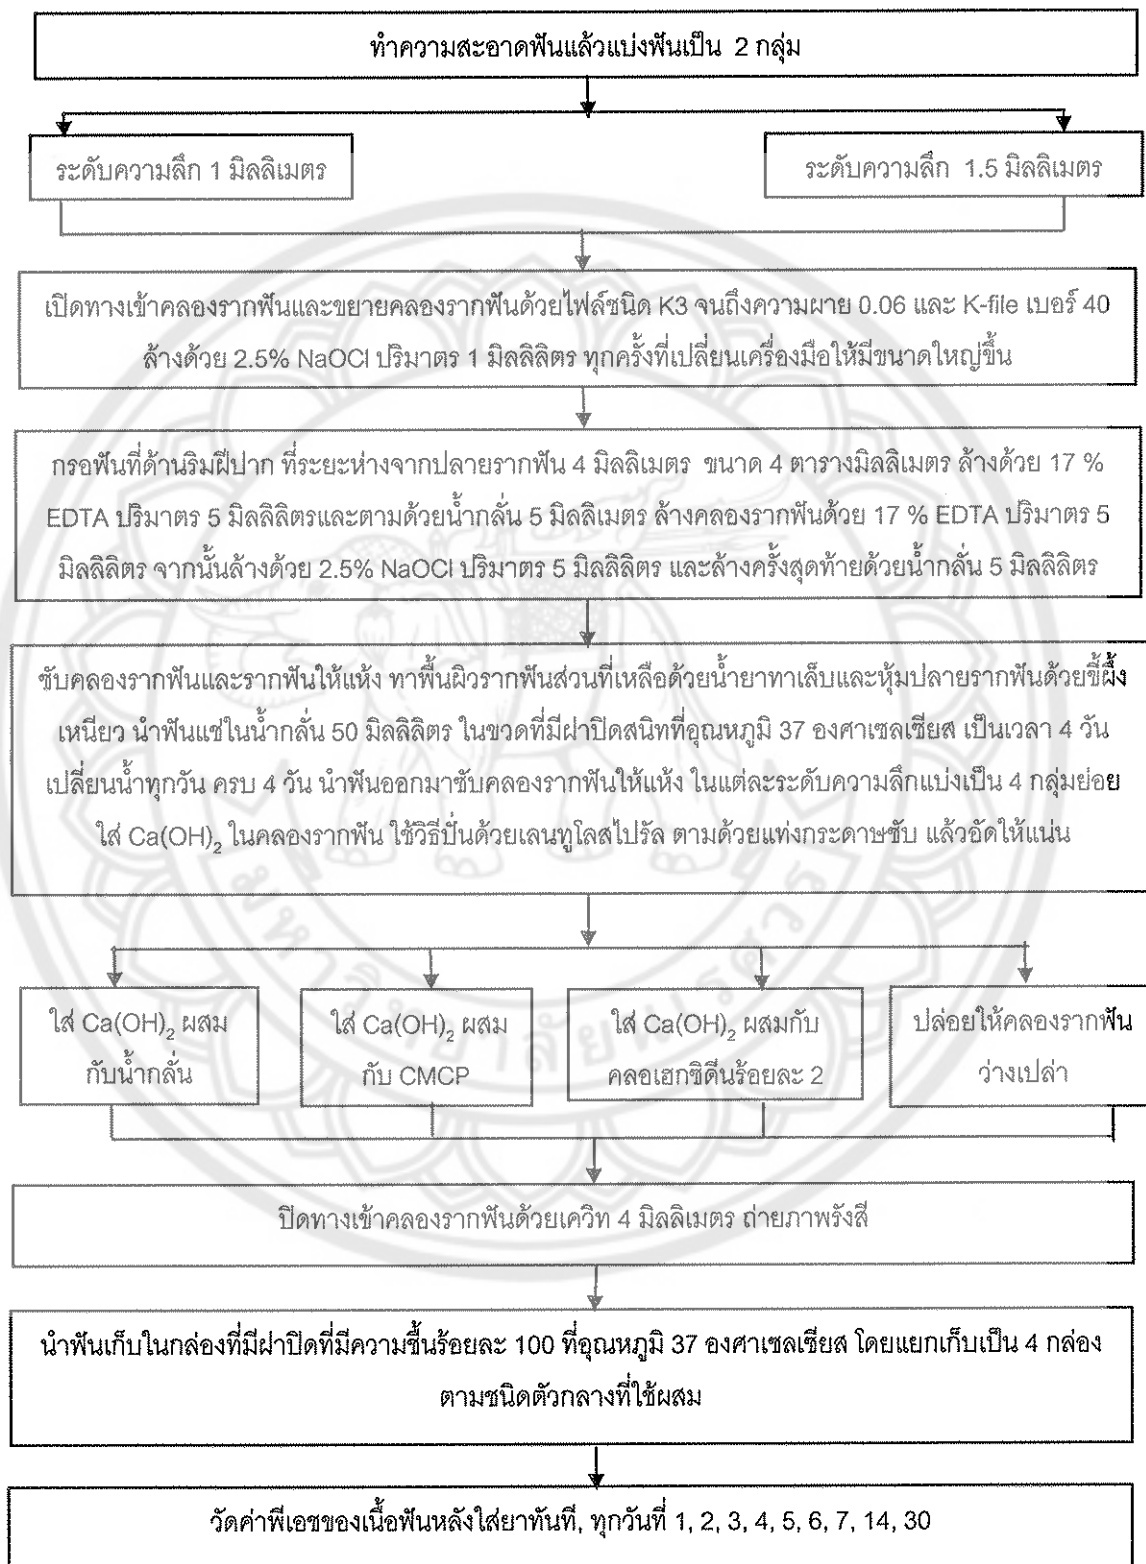 ทำความสะอาดฟันแล้วแบ่งฟันเป็น 2 กลุ่ม
ระดับความลึก 1 มิลลิเมตร
ระดับความลึก 1.5 มิลลิเมตร
เปิดทางเข้าคลองรากฟันและขยายคลองรากฟันด้วยไฟล์ชนิด K3 จนถึงความผาย 0.06 และ K-file เบอร์ 40
ล้างด้วย 2.5% NaOCl ปริมาตร 1 มิลลิลิตร ทุกครั้งที่เปลี่ยนเครื่องมือให้มีขนาดใหญ่ขึ้น
กรอฟันที่ด้านริมฝีปาก ที่ระยะห่างจากปลายรากฟัน 4 มิลลิเมตร ขนาด 4 ตารางมิลลิเมตร ล้างด้วย 17 %
EDTA ปริมาตร 5 มิลลิลิตรและตามด้วยน้ำกลั่น 5 มิลลิเมตร ล้างคลองรากฟันด้วย 17 % EDTA ปริมาตร 5
มิลลิลิตร จากนั้นล้างด้วย 2.5% NaOCl ปริมาตร 5 มิลลิลิตร และล้างครั้งสุดท้ายด้วยน้ำกลั่น 5 มิลลิลิตร
ซับคลองรากฟันและรากฟันให้แห้ง ทาพื้นผิวรากฟันส่วนที่เหลือด้วยน้ำยาทาเล็บและหุ้มปลายรากฟันด้วยขี้ผึ้ง
เหนียว นำฟันแช่ในน้ำกลั่น 50 มิลลิลิตร ในขวดที่มีฝาปิดสนิทที่อุณหภูมิ 37 องศาเซลเซียส เป็นเวลา 4 วัน
เปลี่ยนน้ำทุกวัน ครบ 4 วัน นำฟันออกมาซับคลองรากฟันให้แห้ง ในแต่ละระดับความลึกแบ่งเป็น 4 กลุ่มย่อย
ใส่ Ca(OH)₂ ในคลองรากฟัน ใช้วิธีปั่นด้วยเลนทูโลสไปรัล ตามด้วยแท่งกระดาษซับ แล้วอัดให้แน่น
ใส่ Ca(OH)₂ ผสม
กับน้ำกลั่น
ใส่ Ca(OH)₂ ผสม
กับ CMCP
ใส่ Ca(OH)₂ ผสมกับ
คลอเฮกซิดีนร้อยละ 2
ปล่อยให้คลองรากฟัน
ว่างเปล่า
ปิดทางเข้าคลองรากฟันด้วยเควิท 4 มิลลิเมตร ถ่ายภาพรังสี
นำฟันเก็บในกล่องที่มีฝาปิดที่มีความชื้นร้อยละ 100 ที่อุณหภูมิ 37 องศาเซลเซียส โดยแยกเก็บเป็น 4 กล่อง
ตามชนิดตัวกลางที่ใช้ผสม
วัดค่าพีเอชของเนื้อฟันหลังใส่ยาทันที, ทุกวันที่ 1, 2, 3, 4, 5, 6, 7, 14, 30
มหาวิทยาลัยนเรศวร